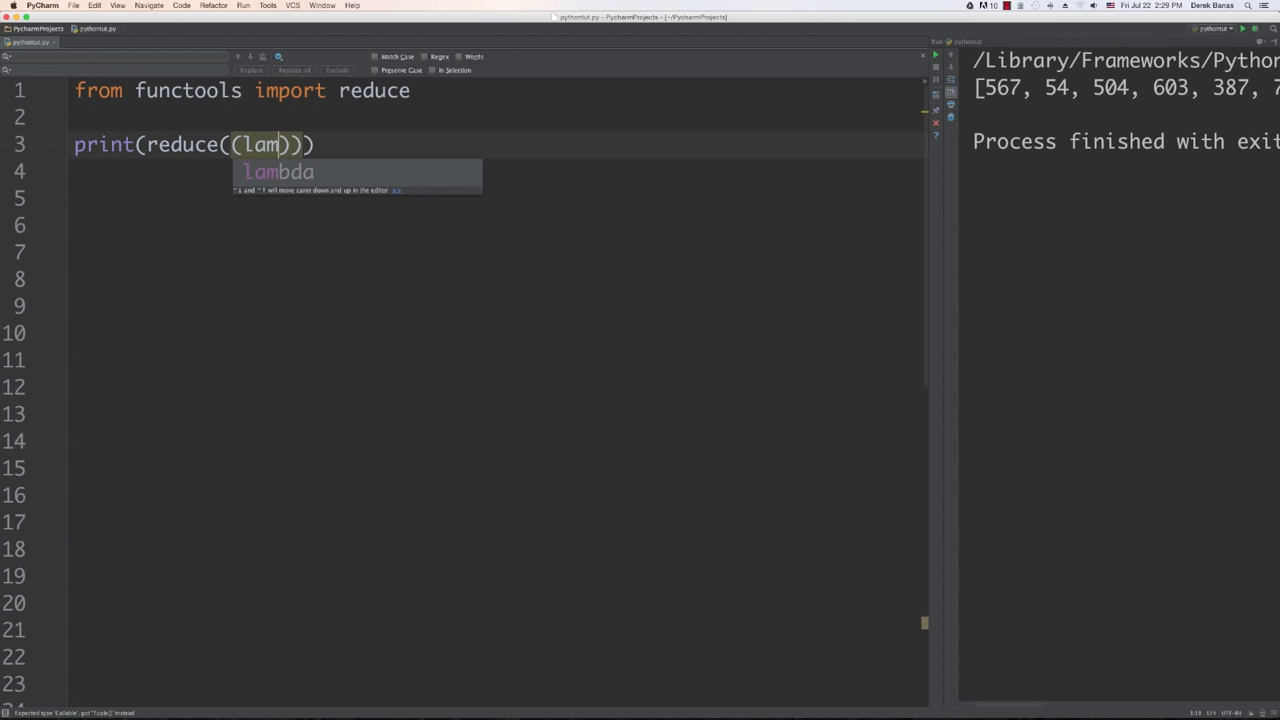 PyCharm File Edit View Navigate Code Refactor Run Tools VCS Window Help 10 Fri Jul 22 2:29 PM Derek Banas
pythontut.py - PycharmProjects - [~/PycharmProjects]
PycharmProjects pythontut.py pythontut
pythontut.py Run pythontut
Match Case Regex Words
Replace Replace all Exclude Preserve Case In Selection
1 from functools import reduce
2
3 print(reduce((lam)))
lambda
^↓ and ^↑ will move caret down and up in the editor >>
4
5
6
7
8
9
10
11
12
13
14
15
16
17
18
19
20
21
22
23
24
/Library/Frameworks/Python
[567, 54, 504, 603, 387, 7
Process finished with exit
Expected type 'Callable', got 'Tuple[]' instead 3:18 LF÷ UTF-8÷